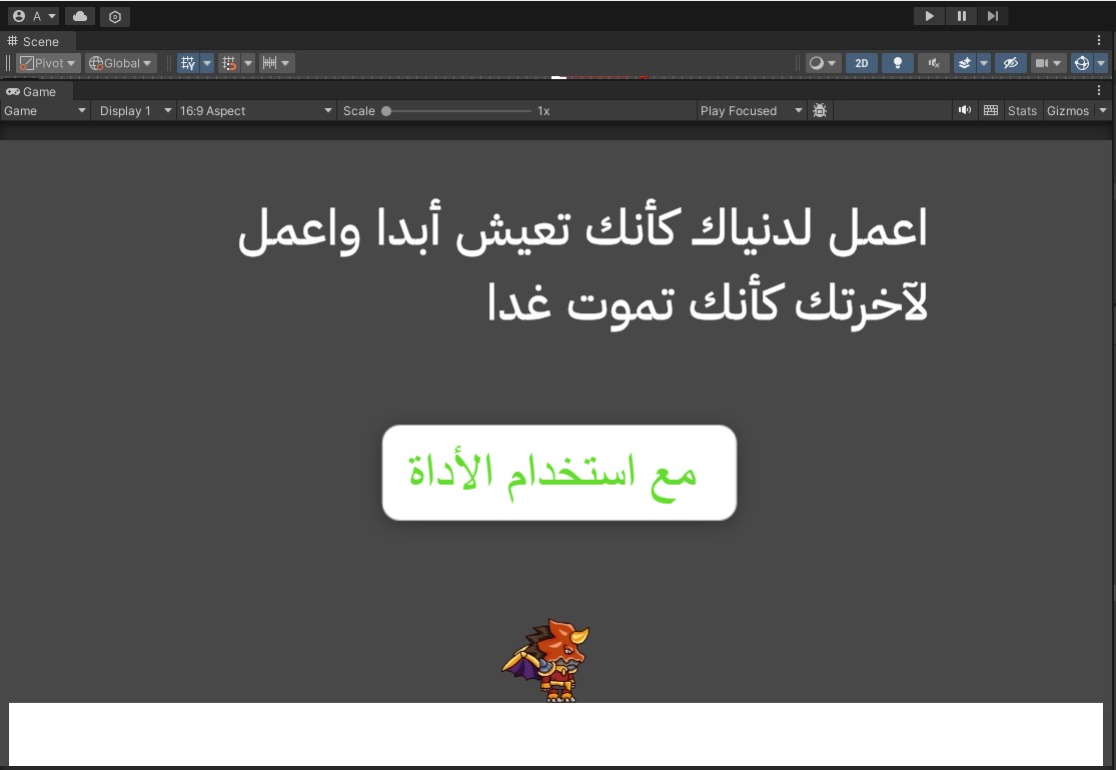 A
Scene
Pivot Global 2D
Game
Game Display 1 16:9 Aspect Scale 1x Play Focused Stats Gizmos
اعمل لدنياك كأنك تعيش أبدا واعمل
لآخرتك كأنك تموت غدا
مع استخدام الأداة